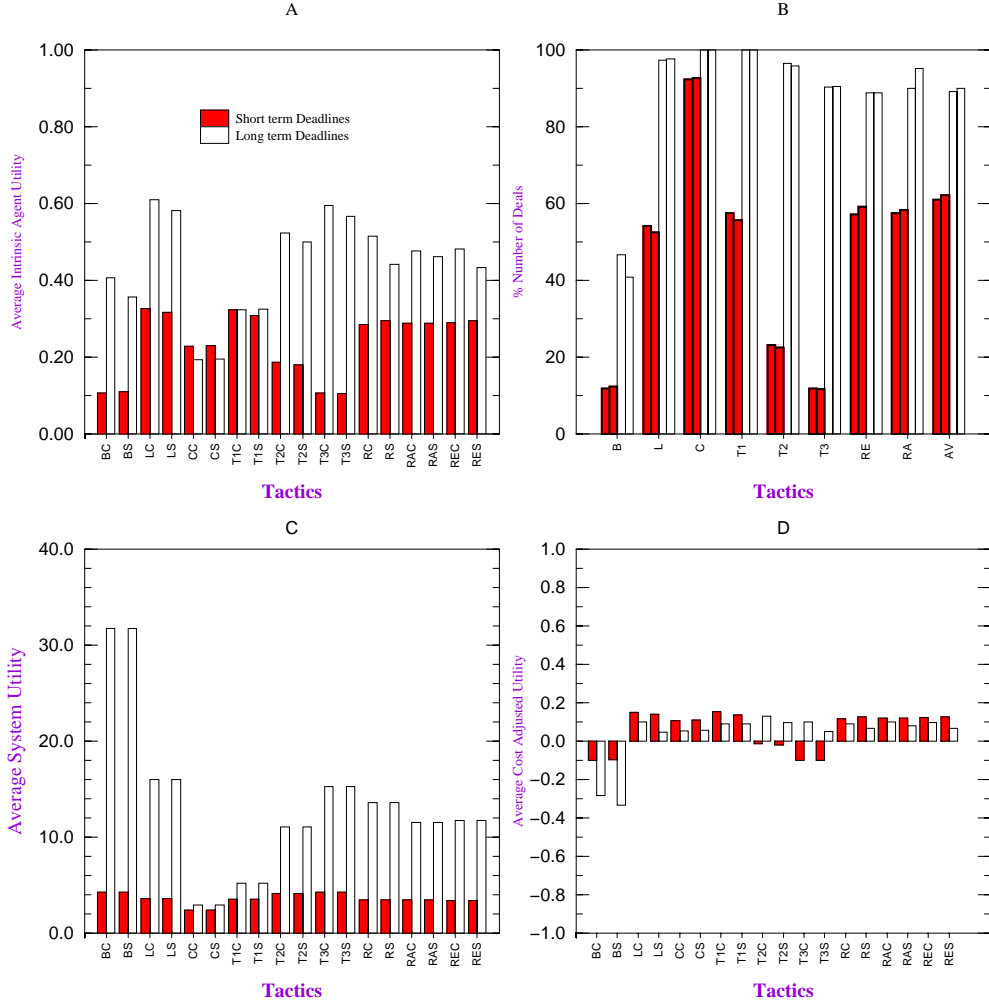 A
Average Intrinsic Agent Utility
1.00
0.80
0.60
0.40
0.20
0.00
Short term Deadlines
Long term Deadlines
BC BS LC LS CC CS T1C T1S T2C T2S T3C T3S RC RS RAC RAS REC RES
Tactics
B
% Number of Deals
100
80
60
40
20
0
B L C T1 T2 T3 RE RA AV
Tactics
C
Average System Utility
40.0
30.0
20.0
10.0
0.0
BC BS LC LS CC CS T1C T1S T2C T2S T3C T3S RC RS RAC RAS REC RES
Tactics
D
Average Cost Adjusted Utility
1.0
0.8
0.6
0.4
0.2
0.0
−0.2
−0.4
−0.6
−0.8
−1.0
BC BS LC LS CC CS T1C T1S T2C T2S T3C T3S RC RS RAC RAS REC RES
Tactics